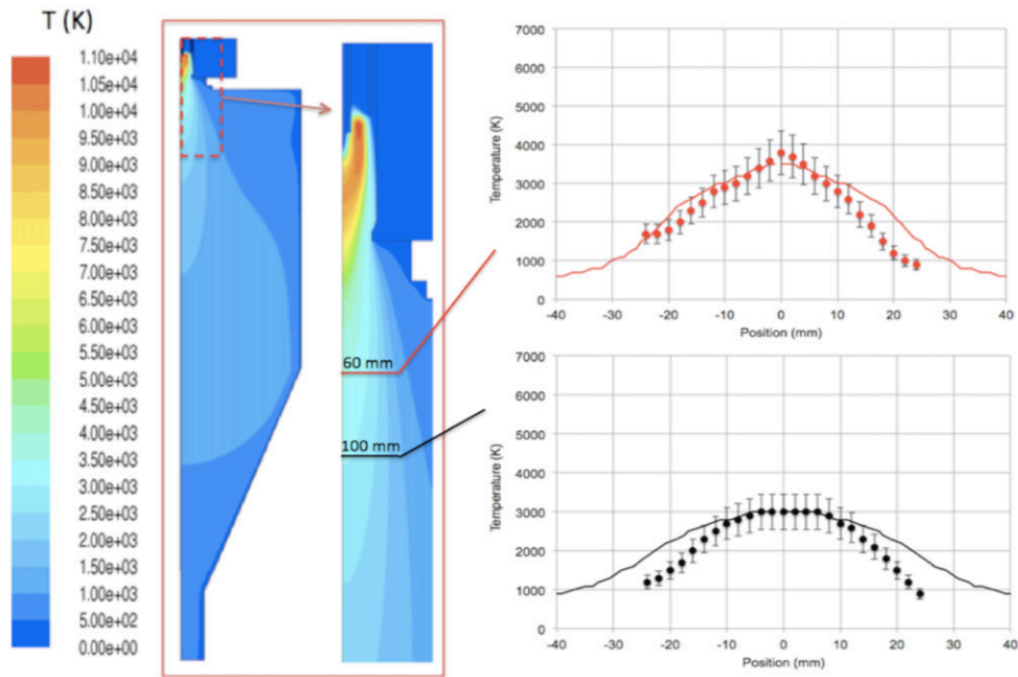 T (K)
1.10e+04
1.05e+04
1.00e+04
9.50e+03
9.00e+03
8.50e+03
8.00e+03
7.50e+03
7.00e+03
6.50e+03
6.00e+03
5.50e+03
5.00e+03
4.50e+03
4.00e+03
3.50e+03
3.00e+03
2.50e+03
2.00e+03
1.50e+03
1.00e+03
5.00e+02
0.00e+00
60 mm
100 mm
7000
6000
5000
4000
3000
2000
1000
0
Temperature (K)
-40 -30 -20 -10 0 10 20 30 40
Position (mm)
7000
6000
5000
4000
3000
2000
1000
0
Temperature (K)
-40 -30 -20 -10 0 10 20 30 40
Position (mm)